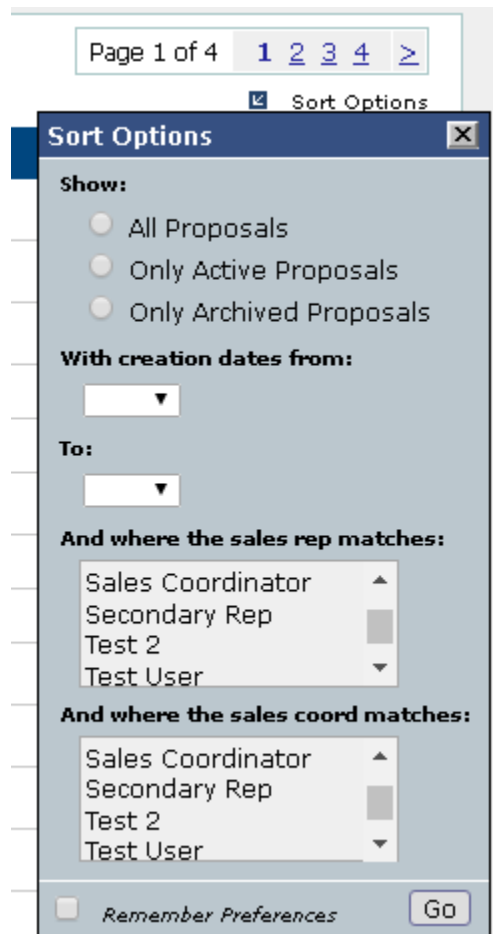 Page 1 of 4 1 2 3 4 >
Sort Options
Sort Options
Show:
All Proposals
Only Active Proposals
Only Archived Proposals
With creation dates from:
To:
And where the sales rep matches:
Sales Coordinator
Secondary Rep
Test 2
Test User
And where the sales coord matches:
Sales Coordinator
Secondary Rep
Test 2
Test User
Remember Preferences Go